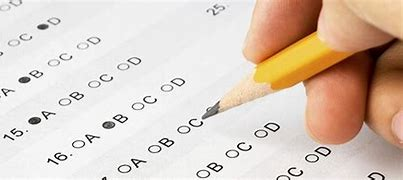 25.
B C D
B C D
15. A B C D
16. A B C D
A B C
B C D
C D